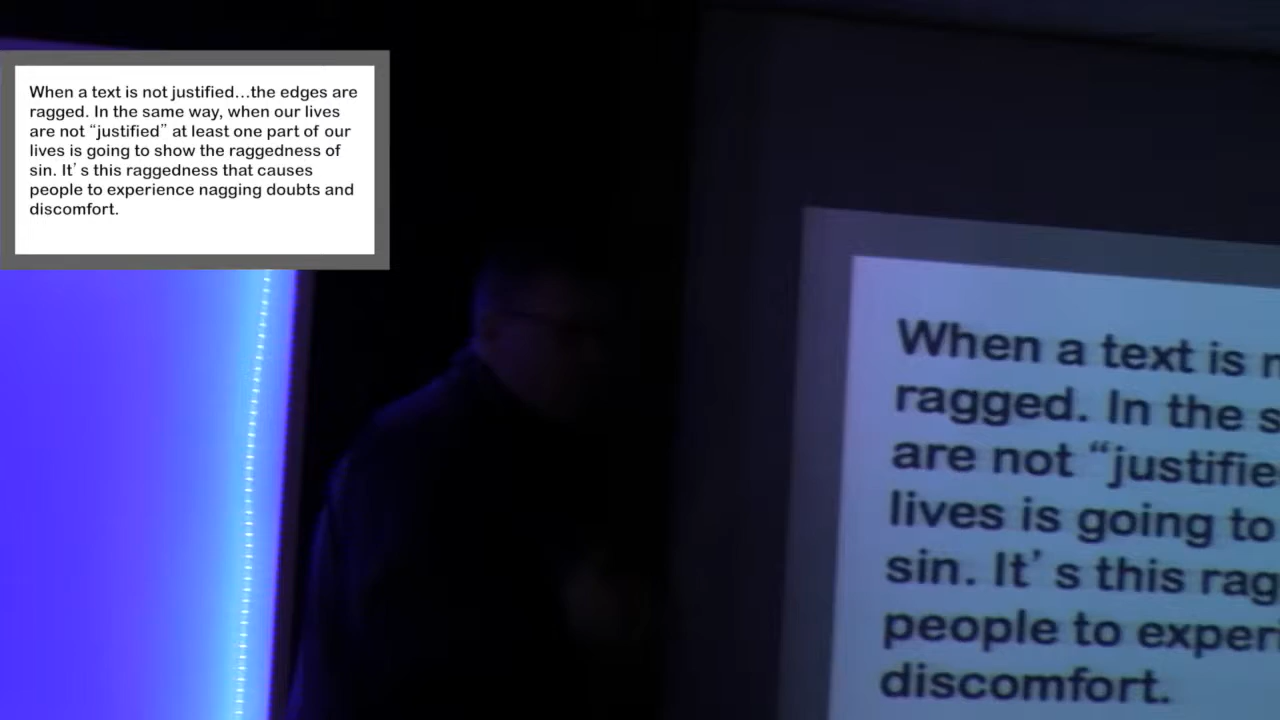 When a text is not justified...the edges are
ragged. In the same way, when our lives
are not “justified” at least one part of our
lives is going to show the raggedness of
sin. It’ s this raggedness that causes
people to experience nagging doubts and
discomfort.
When a text is
ragged. In the
are not “justifie
lives is going to
sin. It’ s this rag
people to experi
discomfort.